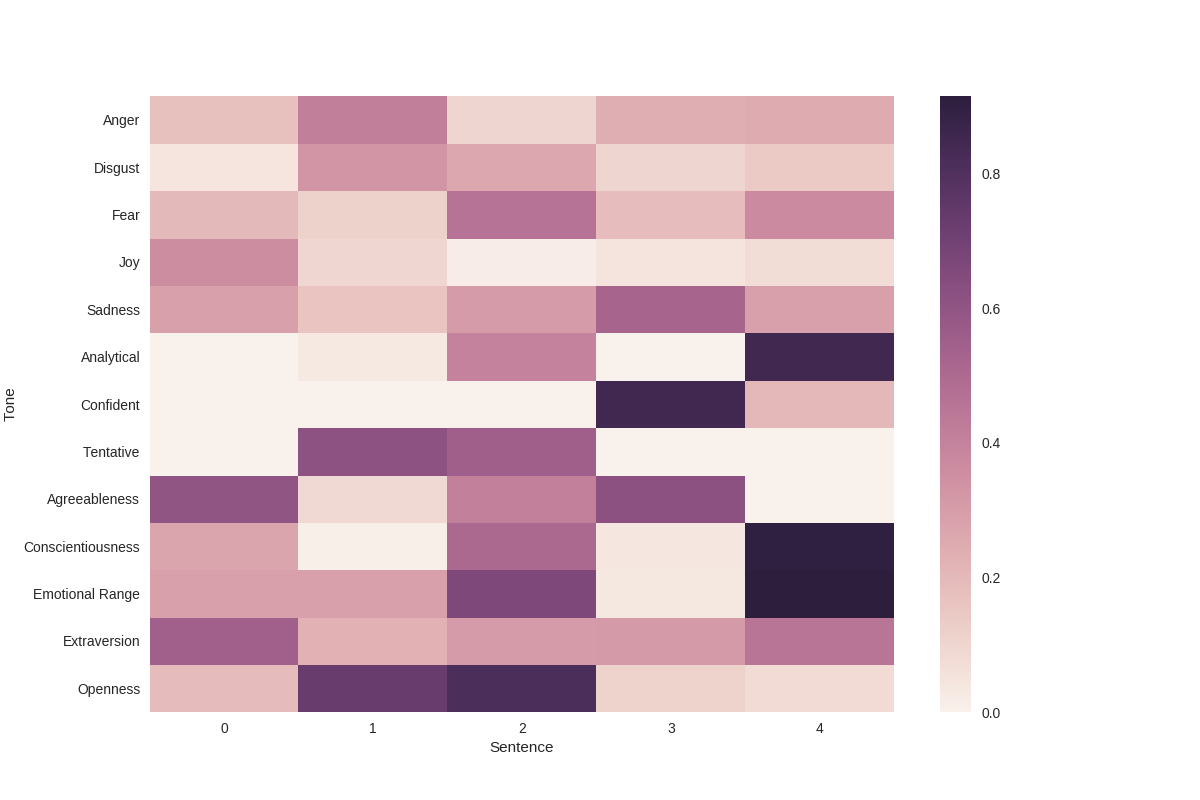 Anger
Disgust
Fear
Joy
Sadness
Analytical
Confident
Tentative
Agreeableness
Conscientiousness
Emotional Range
Extraversion
Openness
Tone
0 1 2 3 4
Sentence
0.8
0.6
0.4
0.2
0.0